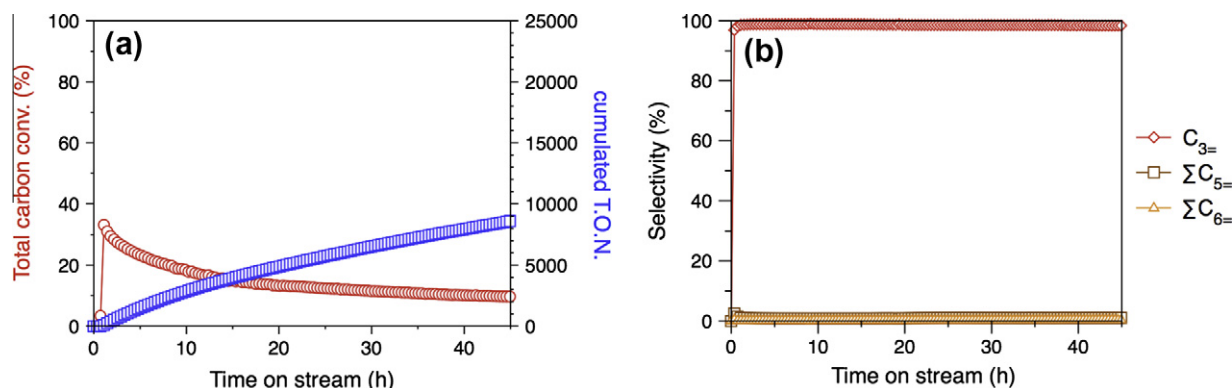 (a)
Total carbon conv. (%)
100
80
60
40
20
0
25000
20000
15000
10000
5000
0
cumulated T.O.N.
0 10 20 30 40
Time on stream (h)
(b)
Selectivity (%)
100
80
60
40
20
0
0 10 20 30 40
Time on stream (h)
C3=
ΣC5=
ΣC6=